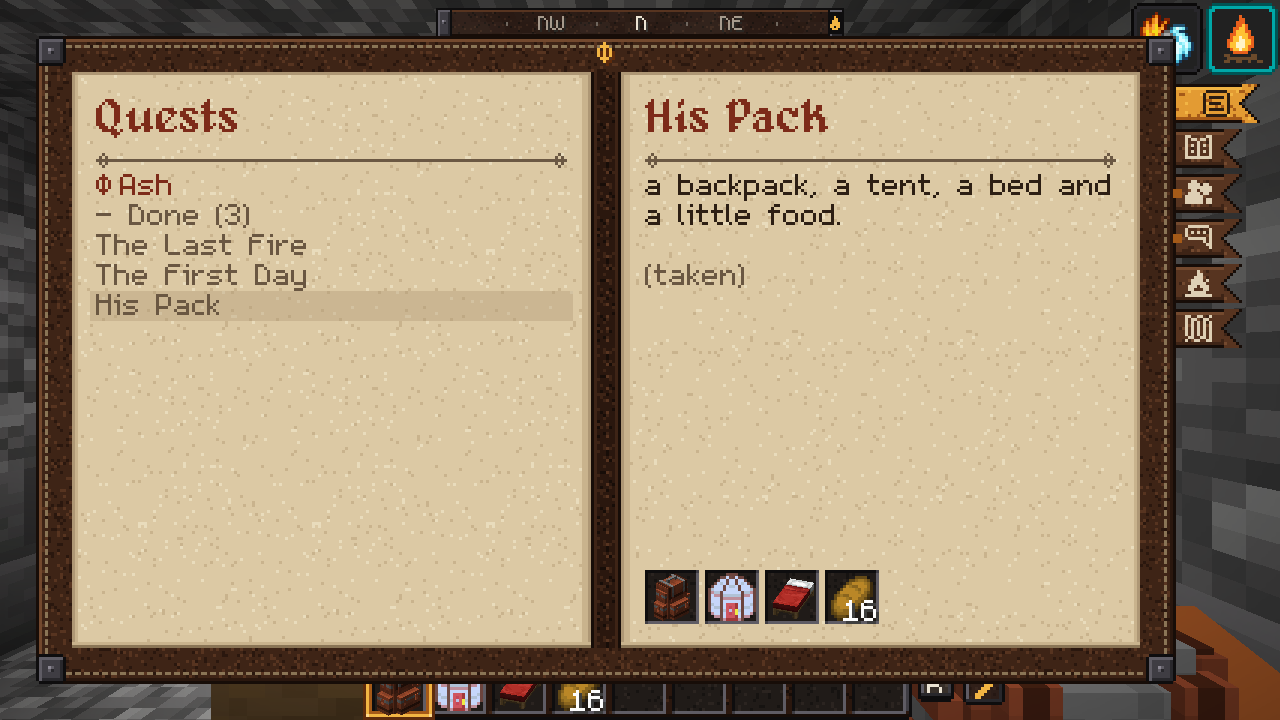 NW
N
NE
Quests
Ash
- Done (3)
The Last Fire
The First Day
His Pack
His Pack
a backpack, a tent, a bed and
a little food.
(taken)
16
16